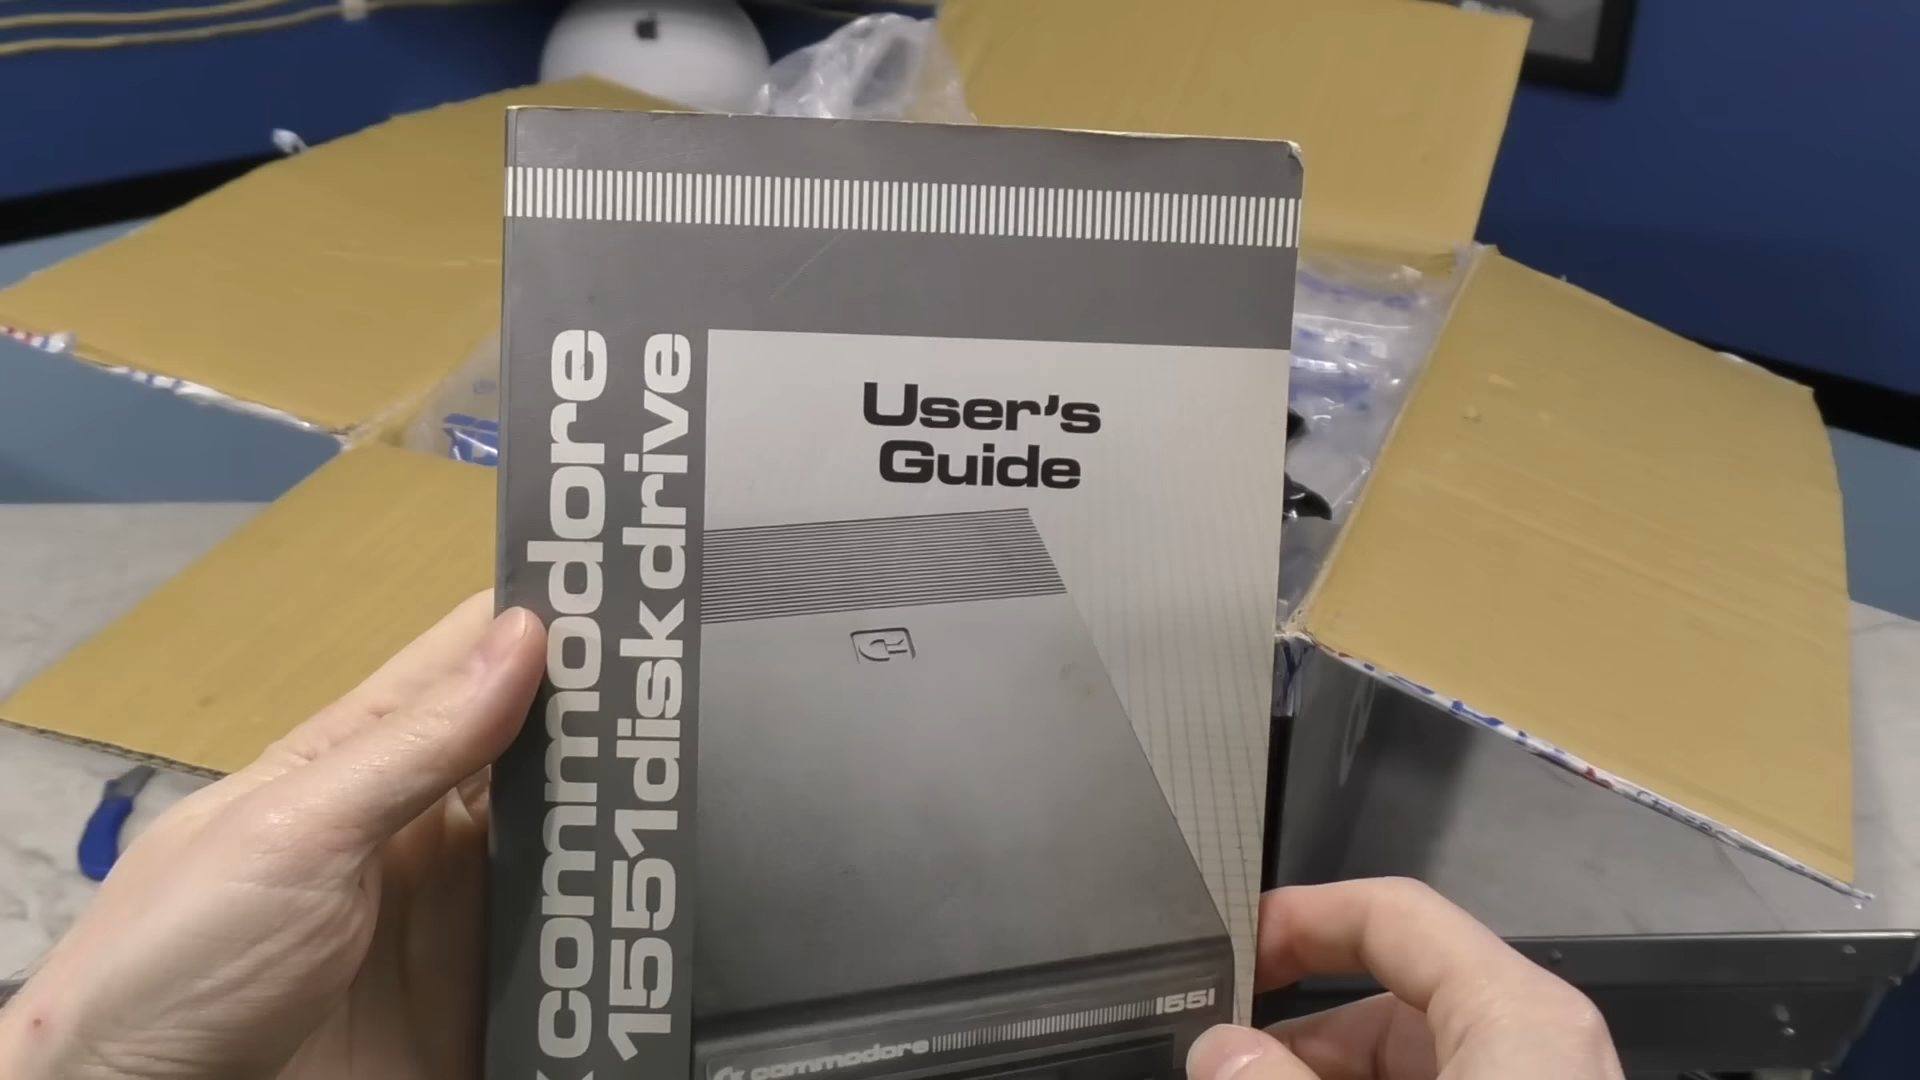 commodore
1551 disk drive
User's
Guide
commodore 1551